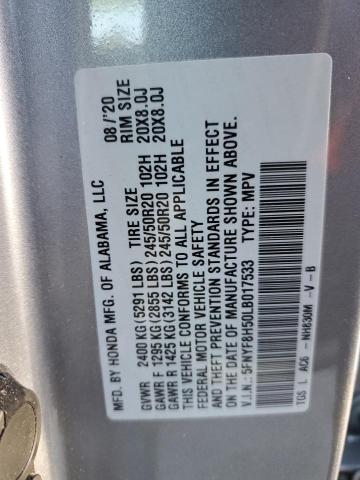 MFD. BY HONDA MFG. OF ALABAMA, LLC 08/'20
TIRE SIZE RIM SIZE
GVWR 2400 KG(5291 LBS)
GAWR F 1295 KG(2855 LBS) 245/50R20 102H 20X8.0J
GAWR R 1425 KG(3142 LBS) 245/50R20 102H 20X8.0J
THIS VEHICLE CONFORMS TO ALL APPLICABLE
FEDERAL MOTOR VEHICLE SAFETY
AND THEFT PREVENTION STANDARDS IN EFFECT
ON THE DATE OF MANUFACTURE SHOWN ABOVE.
V.I.N.: 5FNYF8H50LB017533 TYPE: MPV
TGS L AC6 - NH830M -V - B